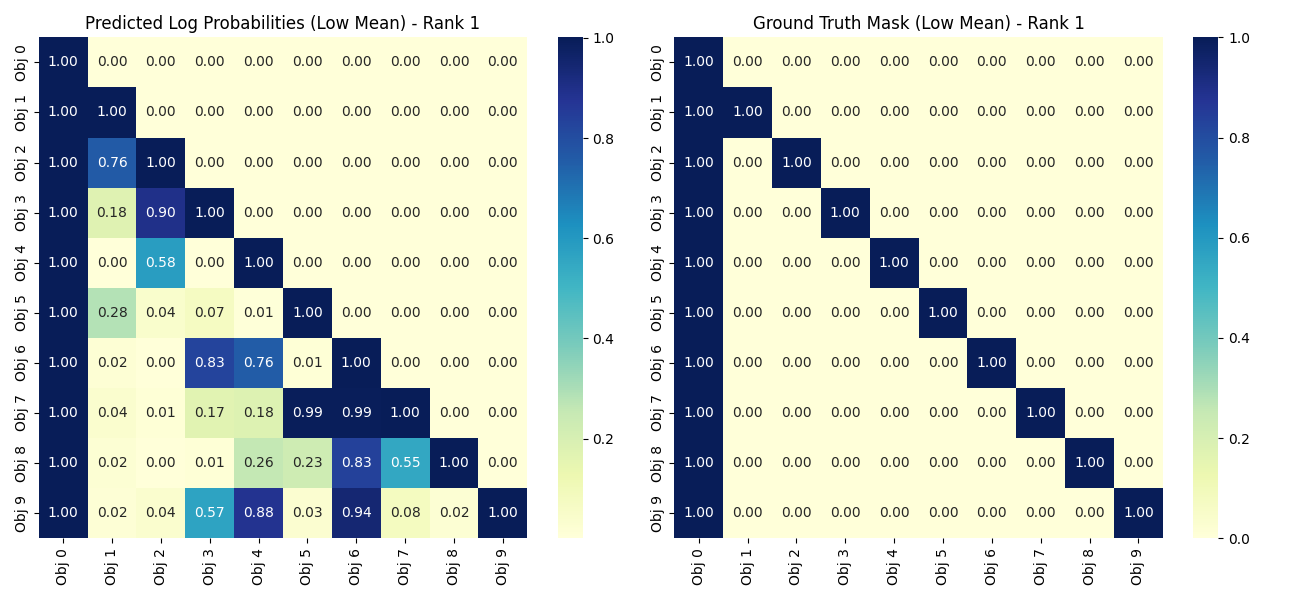 Predicted Log Probabilities (Low Mean) - Rank 1
Obj 0 1.00 0.00 0.00 0.00 0.00 0.00 0.00 0.00 0.00 0.00
Obj 1 1.00 1.00 0.00 0.00 0.00 0.00 0.00 0.00 0.00 0.00
Obj 2 1.00 0.76 1.00 0.00 0.00 0.00 0.00 0.00 0.00 0.00
Obj 3 1.00 0.18 0.90 1.00 0.00 0.00 0.00 0.00 0.00 0.00
Obj 4 1.00 0.00 0.58 0.00 1.00 0.00 0.00 0.00 0.00 0.00
Obj 5 1.00 0.28 0.04 0.07 0.01 1.00 0.00 0.00 0.00 0.00
Obj 6 1.00 0.02 0.00 0.83 0.76 0.01 1.00 0.00 0.00 0.00
Obj 7 1.00 0.04 0.01 0.17 0.18 0.99 0.99 1.00 0.00 0.00
Obj 8 1.00 0.02 0.00 0.01 0.26 0.23 0.83 0.55 1.00 0.00
Obj 9 1.00 0.02 0.04 0.57 0.88 0.03 0.94 0.08 0.02 1.00
Obj 0 Obj 1 Obj 2 Obj 3 Obj 4 Obj 5 Obj 6 Obj 7 Obj 8 Obj 9
1.0
0.8
0.6
0.4
0.2
Ground Truth Mask (Low Mean) - Rank 1
Obj 0 1.00 0.00 0.00 0.00 0.00 0.00 0.00 0.00 0.00 0.00
Obj 1 1.00 1.00 0.00 0.00 0.00 0.00 0.00 0.00 0.00 0.00
Obj 2 1.00 0.00 1.00 0.00 0.00 0.00 0.00 0.00 0.00 0.00
Obj 3 1.00 0.00 0.00 1.00 0.00 0.00 0.00 0.00 0.00 0.00
Obj 4 1.00 0.00 0.00 0.00 1.00 0.00 0.00 0.00 0.00 0.00
Obj 5 1.00 0.00 0.00 0.00 0.00 1.00 0.00 0.00 0.00 0.00
Obj 6 1.00 0.00 0.00 0.00 0.00 0.00 1.00 0.00 0.00 0.00
Obj 7 1.00 0.00 0.00 0.00 0.00 0.00 0.00 1.00 0.00 0.00
Obj 8 1.00 0.00 0.00 0.00 0.00 0.00 0.00 0.00 1.00 0.00
Obj 9 1.00 0.00 0.00 0.00 0.00 0.00 0.00 0.00 0.00 1.00
Obj 0 Obj 1 Obj 2 Obj 3 Obj 4 Obj 5 Obj 6 Obj 7 Obj 8 Obj 9
1.0
0.8
0.6
0.4
0.2
0.0